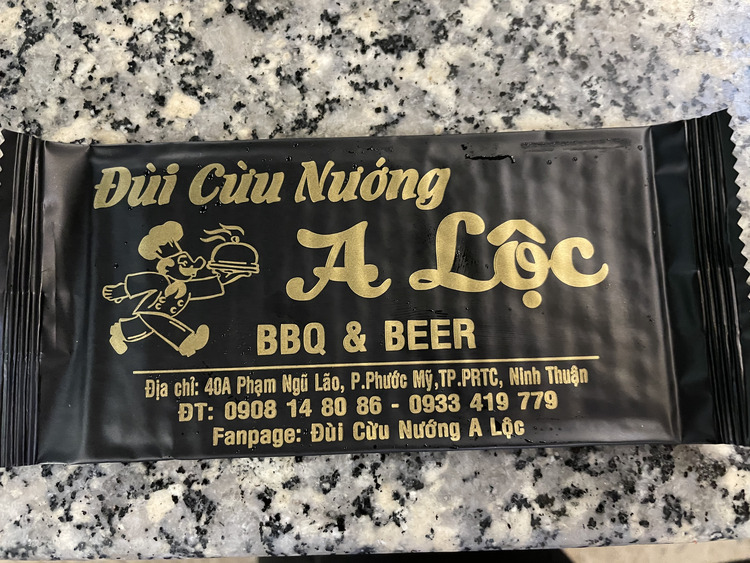 Đùi Cừu Nướng
A Lộc
BBQ & BEER
Địa chỉ: 40A Phạm Ngũ Lão, P.Phước Mỹ,TP.PRTC, Ninh Thuận
ĐT: 0908 14 80 86 - 0933 419 779
Fanpage: Đùi Cừu Nướng A Lộc